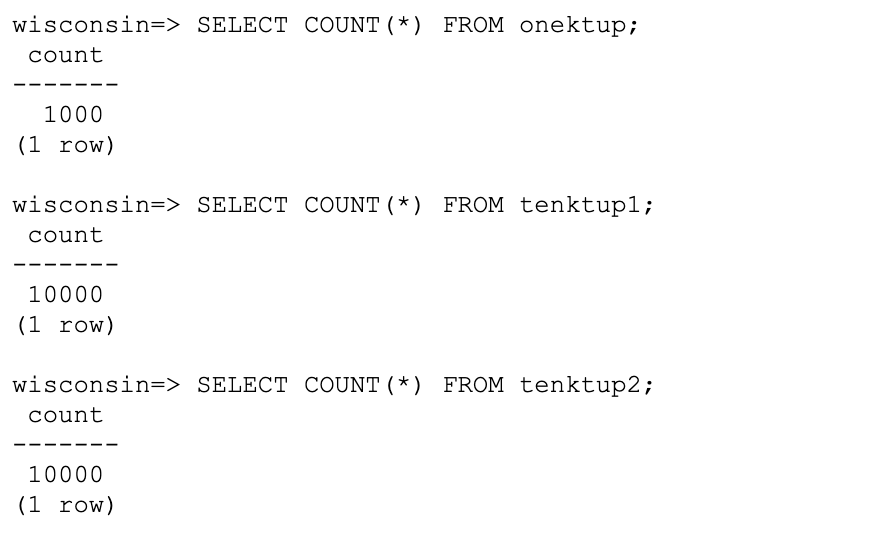 wisconsin=> SELECT COUNT(*) FROM onektup;
 count
-------
  1000
(1 row)

wisconsin=> SELECT COUNT(*) FROM tenktup1;
 count
-------
 10000
(1 row)

wisconsin=> SELECT COUNT(*) FROM tenktup2;
 count
-------
 10000
(1 row)